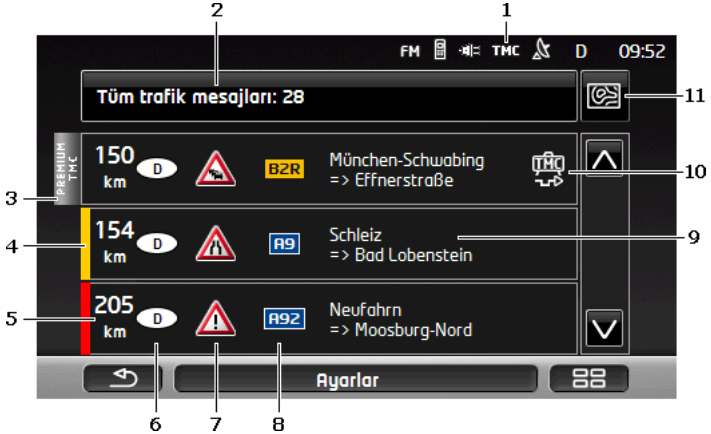 1
2
FM TMC D 09:52
Tüm trafik mesajları: 28
11
PREMIUM
TMC
150
km
D
B2R
München-Schwabing
=> Effnerstraße
TMC
10
3
154
km
D
A9
Schleiz
=> Bad Lobenstein
9
4
205
km
D
A92
Neufahrn
=> Moosburg-Nord
5
Ayarlar
6 7 8